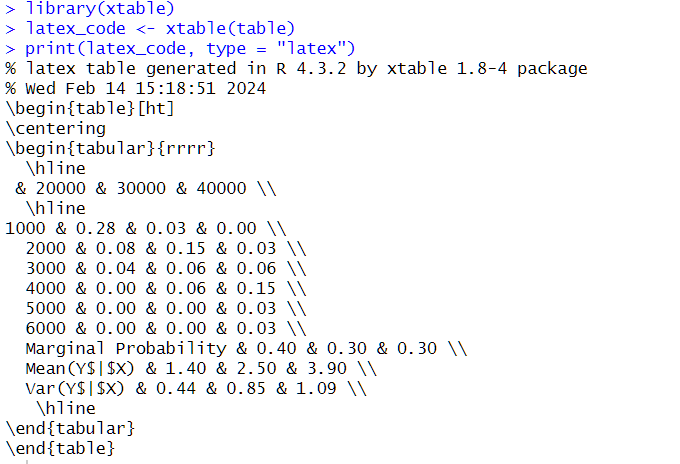 > library(xtable)
> latex_code <- xtable(table)
> print(latex_code, type = "latex")
% latex table generated in R 4.3.2 by xtable 1.8-4 package
% Wed Feb 14 15:18:51 2024
\begin{table}[ht]
\centering
\begin{tabular}{rrrr}
  \hline
 & 20000 & 30000 & 40000 \\
  \hline
1000 & 0.28 & 0.03 & 0.00 \\
  2000 & 0.08 & 0.15 & 0.03 \\
  3000 & 0.04 & 0.06 & 0.06 \\
  4000 & 0.00 & 0.06 & 0.15 \\
  5000 & 0.00 & 0.00 & 0.03 \\
  6000 & 0.00 & 0.00 & 0.03 \\
  Marginal Probability & 0.40 & 0.30 & 0.30 \\
  Mean(Y$|$X) & 1.40 & 2.50 & 3.90 \\
  Var(Y$|$X) & 0.44 & 0.85 & 1.09 \\
   \hline
\end{tabular}
\end{table}